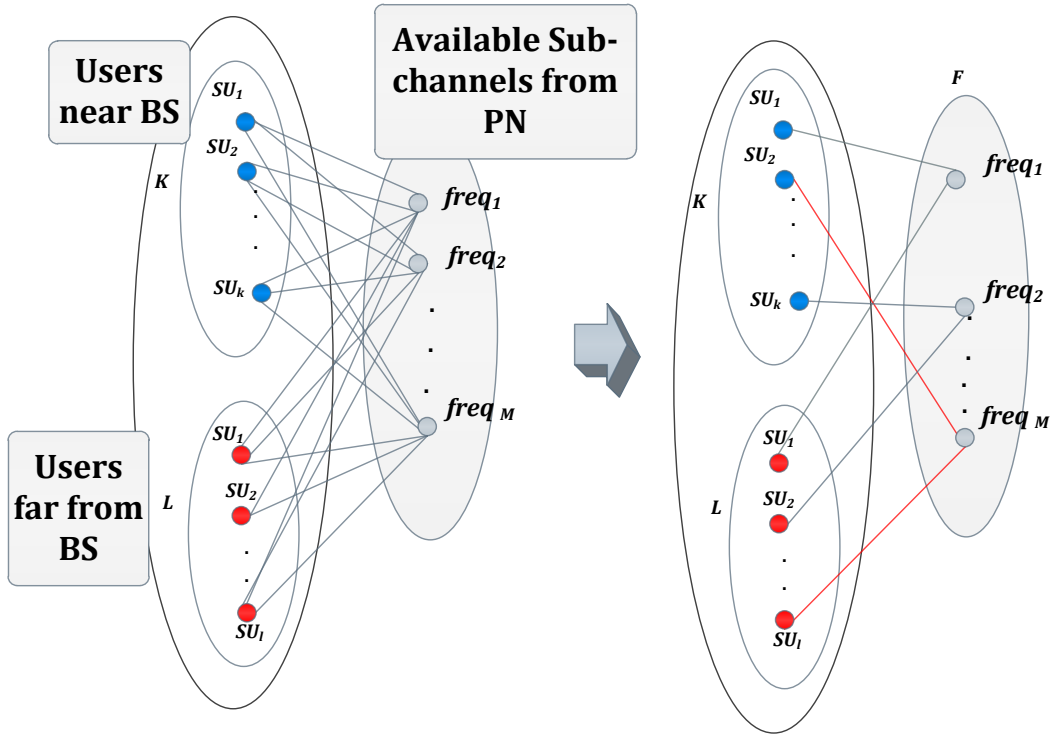 Users
near BS
Available Sub-
channels from
PN
SU1
SU2
K
SUk
freq1
freq2
freq M
Users
far from
BS
SU1
SU2
L
SUl
F
SU1
SU2
K
SUk
freq1
freq2
freq M
SU1
SU2
L
SUl